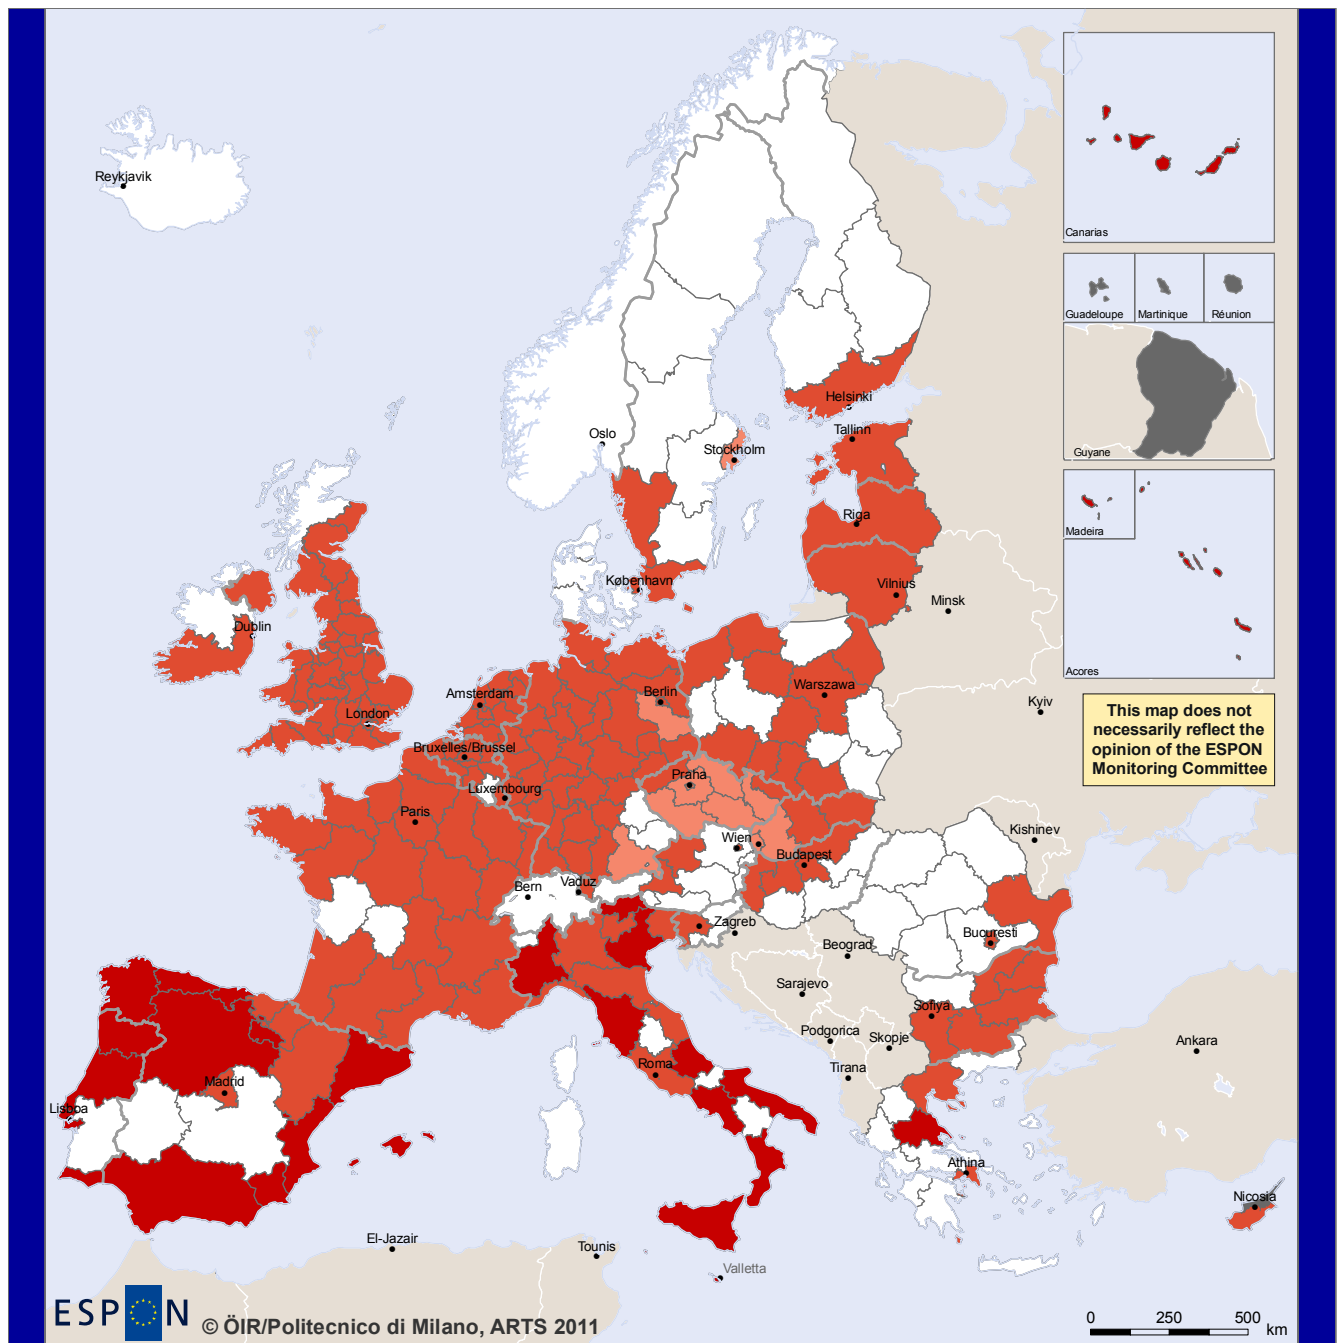 Reykjavik
Canarias
Guadeloupe
Martinique
Réunion
Guyane
Helsinki
Oslo
Tallinn
Stockholm
Madeira
Riga
København
Vilnius
Minsk
Dublin
Acores
Berlin
Warszawa
Amsterdam
Kyiv
London
This map does not
necessarily reflect the
opinion of the ESPON
Monitoring Committee
Bruxelles/Brussel
Praha
Luxembourg
Paris
Kishinev
Wien
Budapest
Bern
Vaduz
Zagreb
Bucuresti
Beograd
Sarajevo
Sofiya
Podgorica
Skopje
Ankara
Roma
Tirana
Madrid
Lisboa
Athina
Nicosia
El-Jazair
Tounis
Valletta
ESPON
© ÖIR/Politecnico di Milano, ARTS 2011
0 250 500
km